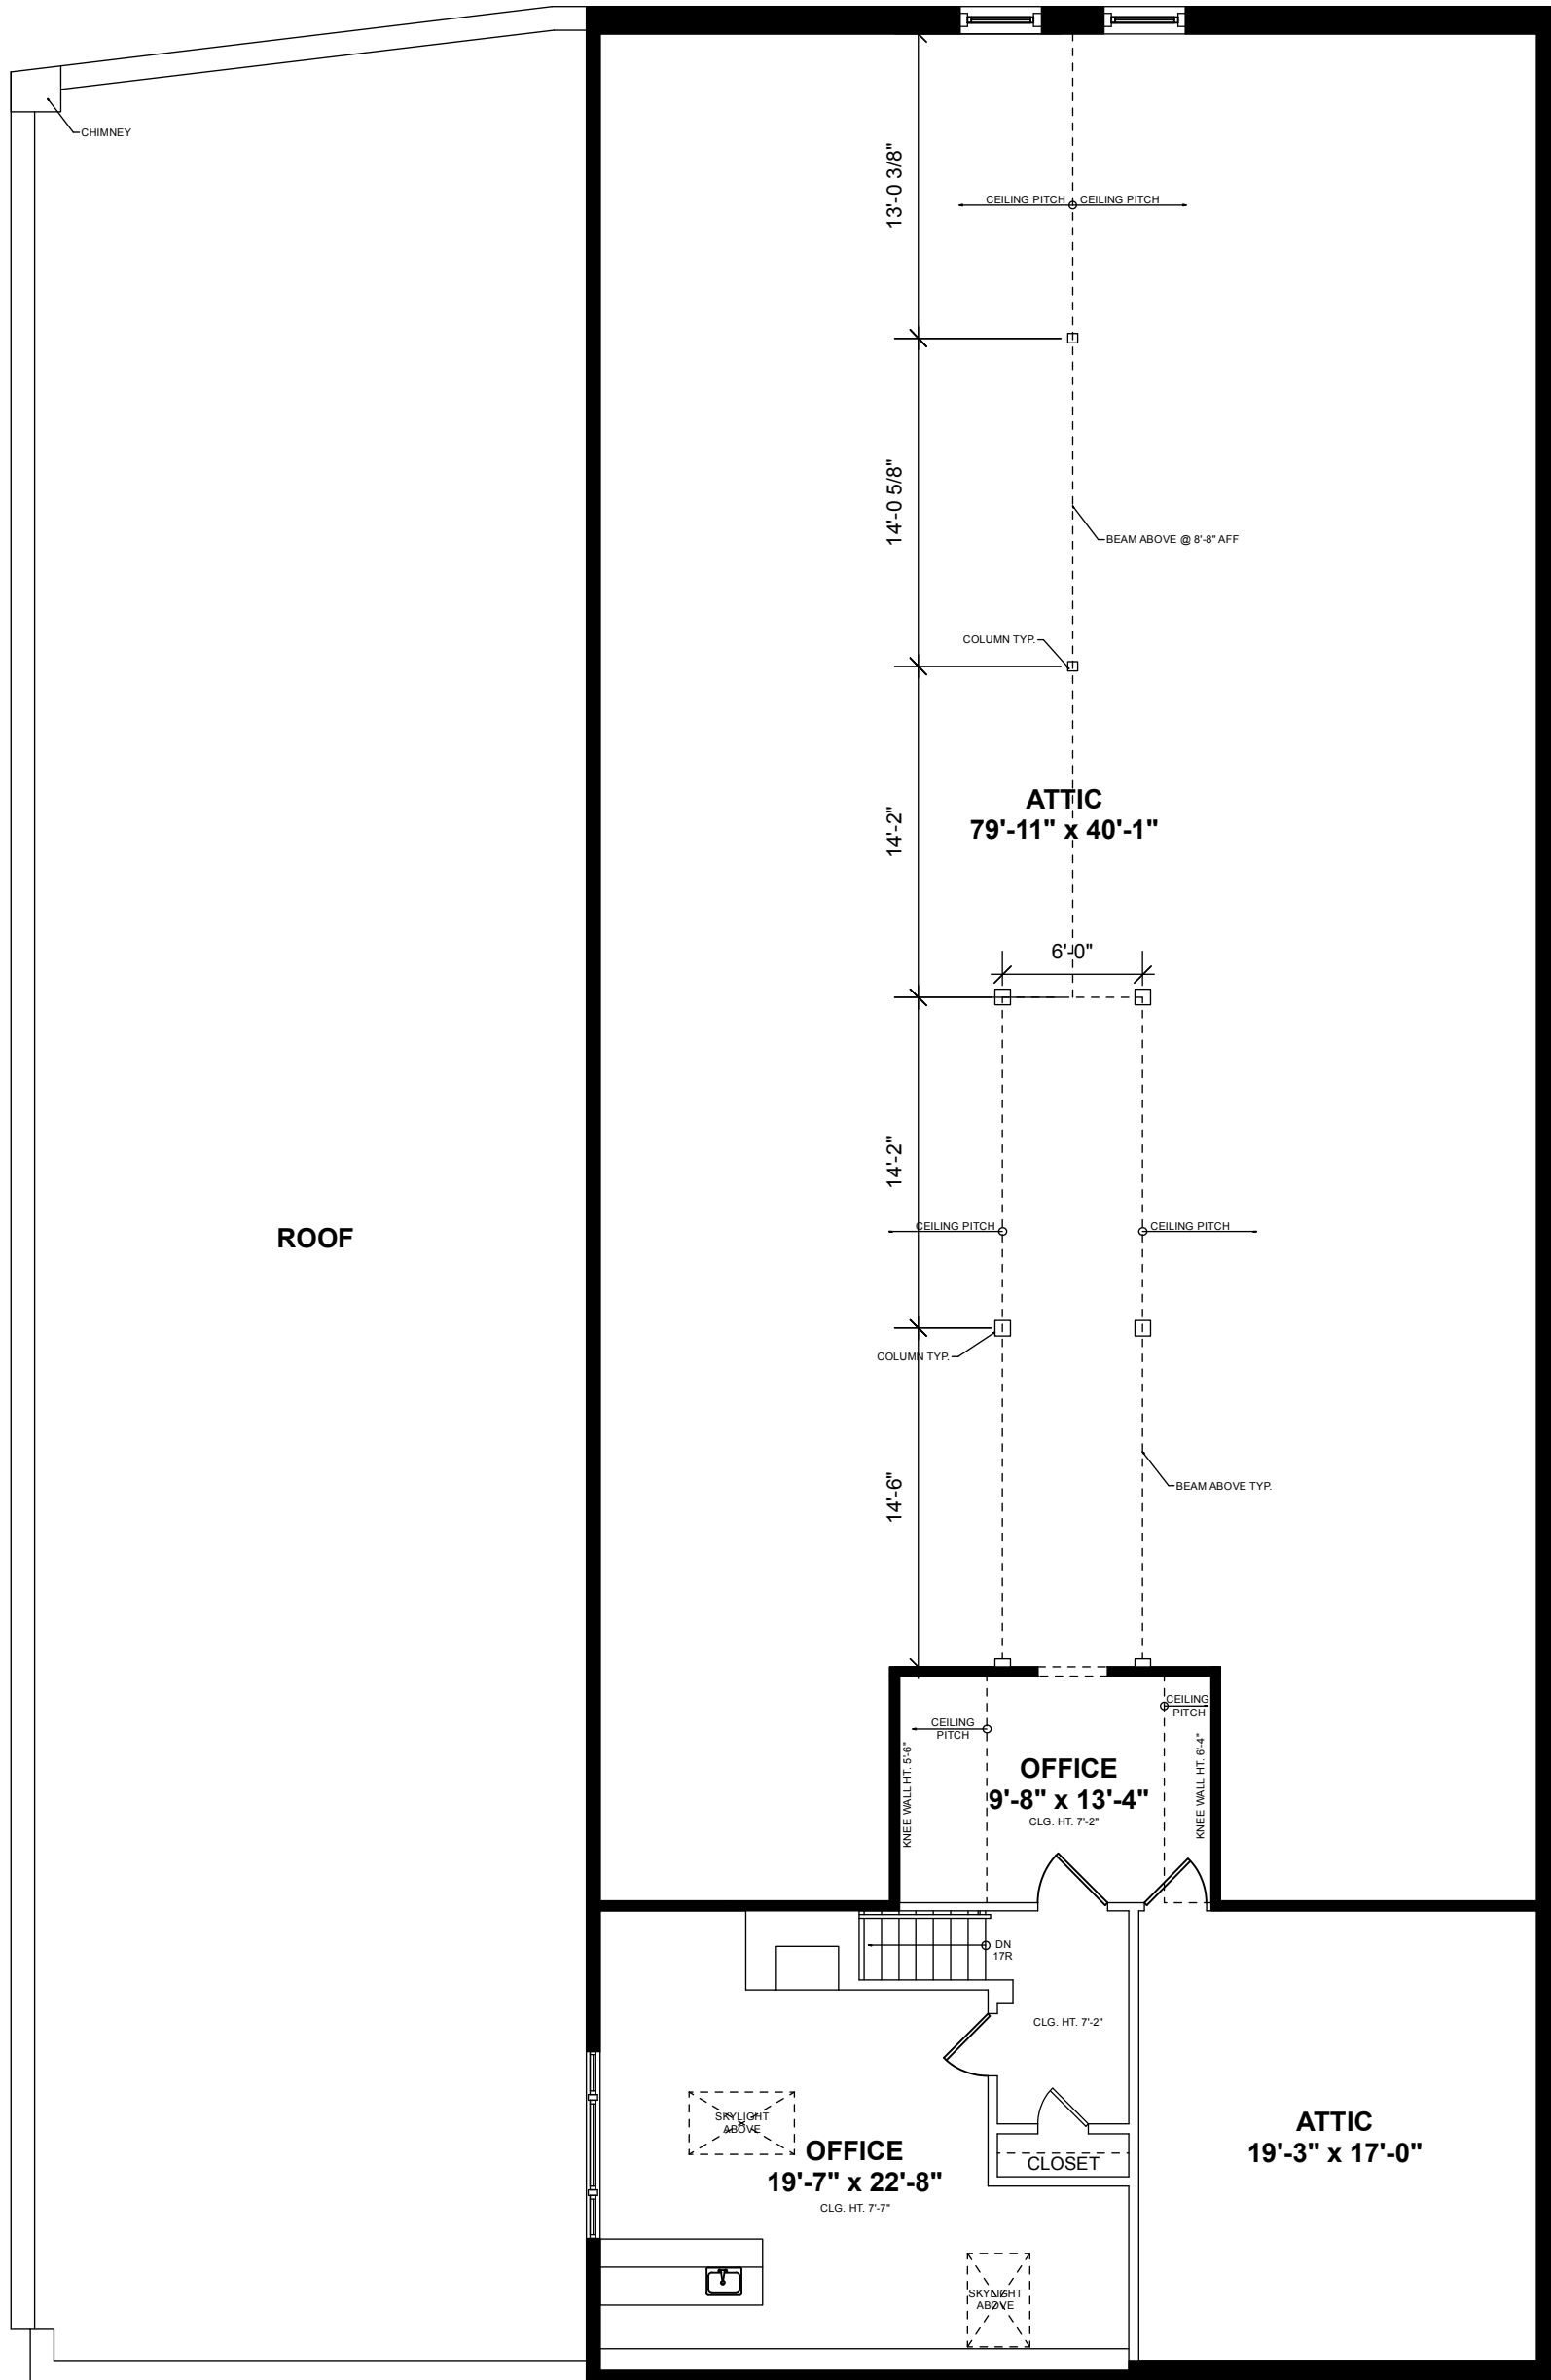 CHIMNEY
13'-0 3/8"
CEILING PITCH
CEILING PITCH
14'-0 5/8"
BEAM ABOVE @ 8'-8" AFF
COLUMN TYP.
14'-2"
ATTIC
79'-11" x 40'-1"
6'-0"
14'-2"
CEILING PITCH
CEILING PITCH
ROOF
COLUMN TYP.
14'-6"
BEAM ABOVE TYP.
CEILING
PITCH
CEILING
PITCH
KNEE WALL HT. 5'-6"
KNEE WALL HT. 6'-4"
OFFICE
9'-8" x 13'-4"
CLG. HT. 7'-2"
DN
17R
CLG. HT. 7'-2"
SKYLIGHT
ABOVE
OFFICE
19'-7" x 22'-8"
CLG. HT. 7'-7"
CLOSET
ATTIC
19'-3" x 17'-0"
SKYLIGHT
ABOVE